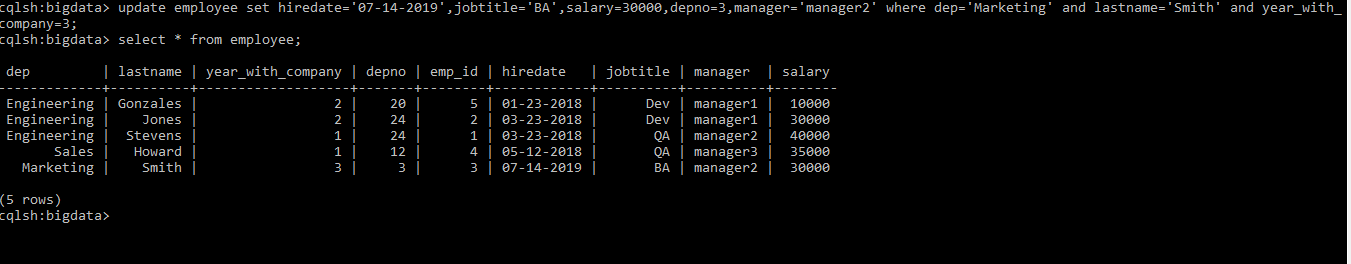 cqlsh:bigdata> update employee set hiredate='07-14-2019',jobtitle='BA',salary=30000,depno=3,manager='manager2' where dep='Marketing' and lastname='Smith' and year_with_
company=3;
cqlsh:bigdata> select * from employee;
dep | lastname | year_with_company | depno | emp_id | hiredate | jobtitle | manager | salary
-------------+-----------+-------------------+-------+--------+------------+----------+----------+--------
Engineering | Gonzales | 2 | 20 | 5 | 01-23-2018 | Dev | manager1 | 10000
Engineering | Jones | 2 | 24 | 2 | 03-23-2018 | Dev | manager1 | 30000
Engineering | Stevens | 1 | 24 | 1 | 03-23-2018 | QA | manager2 | 40000
Sales | Howard | 1 | 12 | 4 | 05-12-2018 | QA | manager3 | 35000
Marketing | Smith | 3 | 3 | 3 | 07-14-2019 | BA | manager2 | 30000
(5 rows)
cqlsh:bigdata>